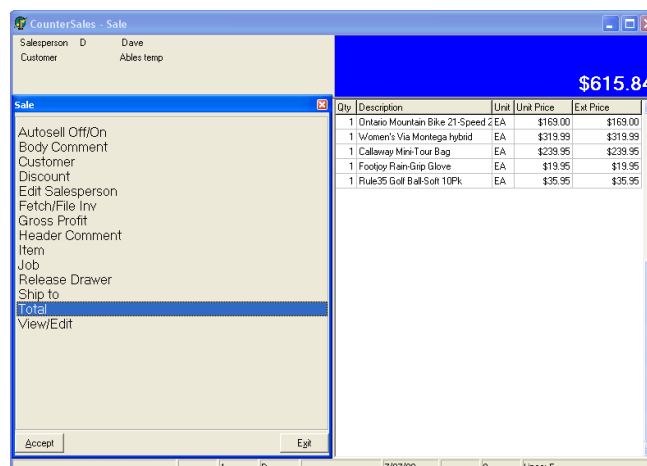 CounterSales - Sale
Salesperson D Dave
Customer Ables temp
$615.84
Sale
Autosell Off/On
Body Comment
Customer
Discount
Edit Salesperson
Fetch/File Inv
Gross Profit
Header Comment
Item
Job
Release Drawer
Ship to
Total
View/Edit
Accept Exit
Qty Description Unit Unit Price Ext Price
1 Ontario Mountain Bike 21-Speed 2 EA $169.00 $169.00
1 Women's Via Montega hybrid EA $319.99 $319.99
1 Callaway Mini-Tour Bag EA $239.95 $239.95
1 Footjoy Rain-Grip Glove EA $19.95 $19.95
1 Rule35 Golf Ball-Soft 10Pk EA $35.95 $35.95